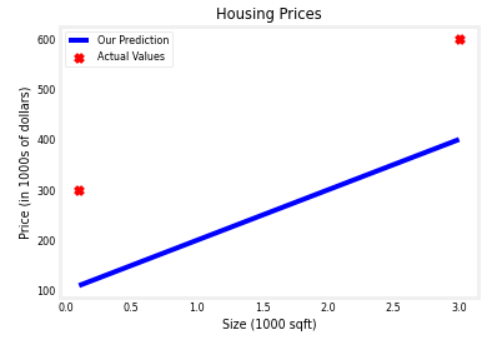 Housing Prices
Our Prediction
Actual Values
600
500
400
300
200
100
Price (in 1000s of dollars)
0.0 0.5 1.0 1.5 2.0 2.5 3.0
Size (1000 sqft)